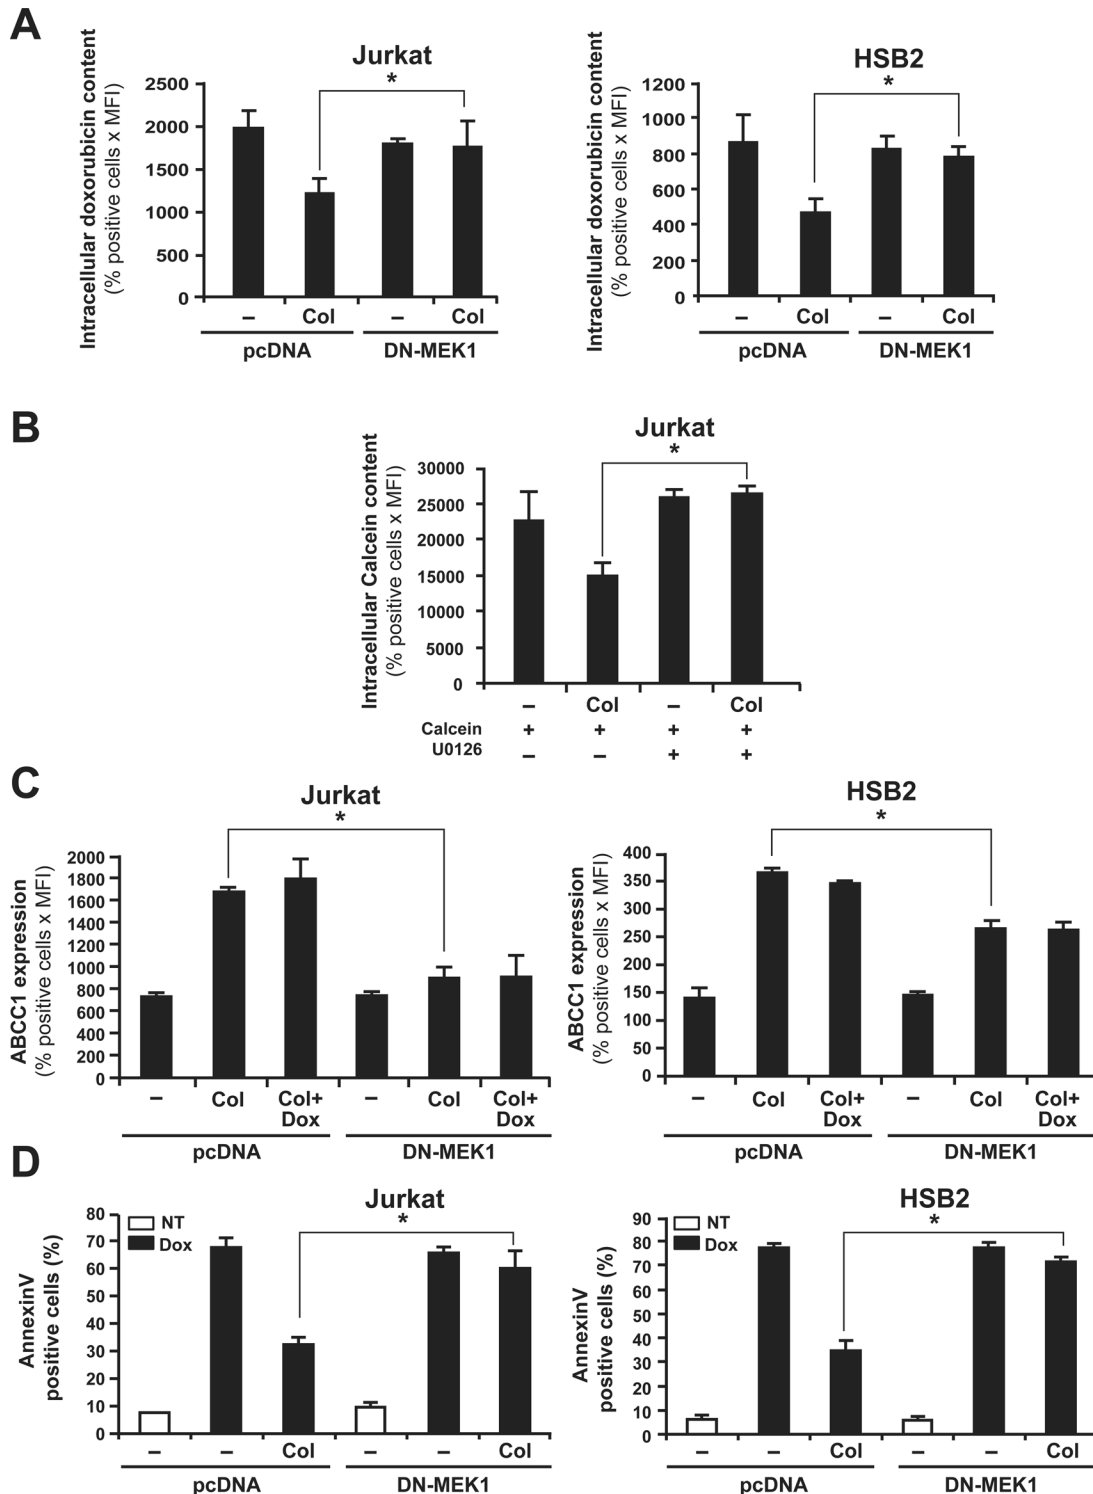 A
Jurkat
*
Intracellular doxorubicin content
(% positive cells x MFI)
2500
2000
1500
1000
500
0
– Col – Col
pcDNA DN-MEK1
HSB2
*
Intracellular doxorubicin content
(% positive cells x MFI)
1200
1000
800
600
400
200
0
– Col – Col
pcDNA DN-MEK1
B
Jurkat
*
Intracellular Calcein content
(% positive cells x MFI)
30000
25000
20000
15000
10000
5000
0
– Col – Col
Calcein + + + +
U0126 – – + +
C
Jurkat
*
ABCC1 expression
(% positive cells x MFI)
2000
1800
1600
1400
1200
1000
800
600
400
200
0
– Col Col+ – Col Col+
Dox Dox
pcDNA DN-MEK1
HSB2
*
ABCC1 expression
(% positive cells x MFI)
400
350
300
250
200
150
100
50
0
– Col Col+ – Col Col+
Dox Dox
pcDNA DN-MEK1
D
Jurkat
*
NT
Dox
AnnexinV
positive cells (%)
80
70
60
50
40
30
20
10
0
– – Col – – Col
pcDNA DN-MEK1
HSB2
*
NT
Dox
AnnexinV
positive cells (%)
90
80
70
60
50
40
30
20
10
0
– – Col – – Col
pcDNA DN-MEK1